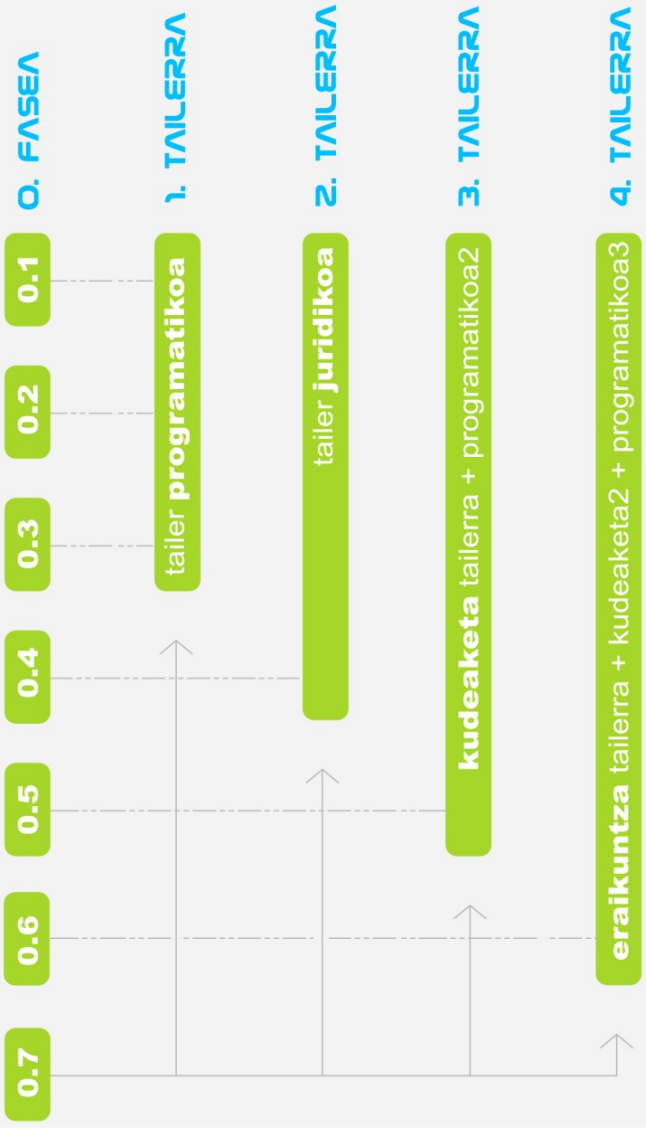 0. FASEA
1. TAILERRA
2. TAILERRA
3. TAILERRA
4. TAILERRA
0.1
0.2
0.3
0.4
0.5
0.6
0.7
tailer programatikoa
tailer juridikoa
kudeaketa tailerra + programatikoa2
eraikuntza tailerra + kudeaketa2 + programatikoa3